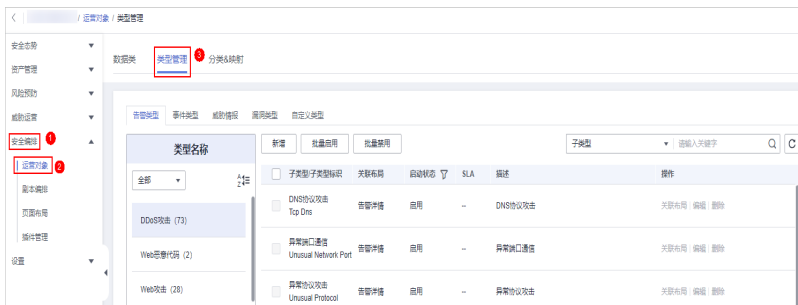 / 运营对象 / 类型管理
安全态势
资产管理
风险预防
威胁运营
安全编排 1
运营对象 2
剧本编排
页面布局
插件管理
设置
数据类 类型管理 3 分类&映射
告警类型 事件类型 威胁情报 漏洞类型 自定义类型
类型名称
全部
DDoS攻击 (73)
Web恶意代码 (2)
Web攻击 (28)
新增 批量启用 批量禁用 子类型 请输入关键字
子类型/子类型标识 关联布局 启动状态 SLA 描述 操作
DNS协议攻击 告警详情 启用 -- DNS协议攻击 关联布局 编辑 删除
Tcp Dns
异常端口通信 告警详情 启用 -- 异常端口通信 关联布局 编辑 删除
Unusual Network Port
异常协议攻击 告警详情 启用 -- 异常协议攻击 关联布局 编辑 删除
Unusual Protocol